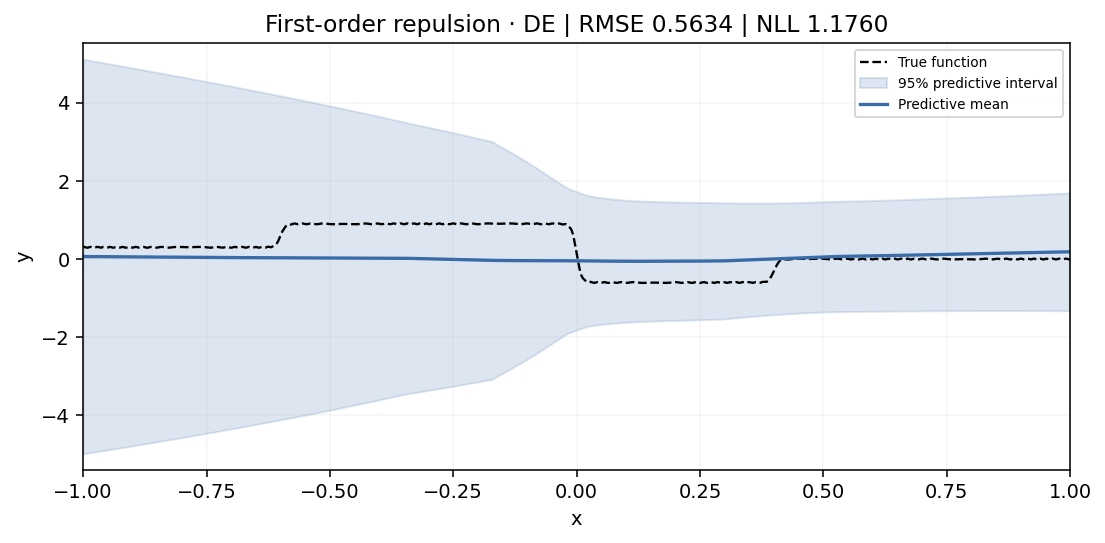 First-order repulsion · DE | RMSE 0.5634 | NLL 1.1760
True function
95% predictive interval
Predictive mean
4
2
0
−2
−4
y
−1.00 −0.75 −0.50 −0.25 0.00 0.25 0.50 0.75 1.00
x